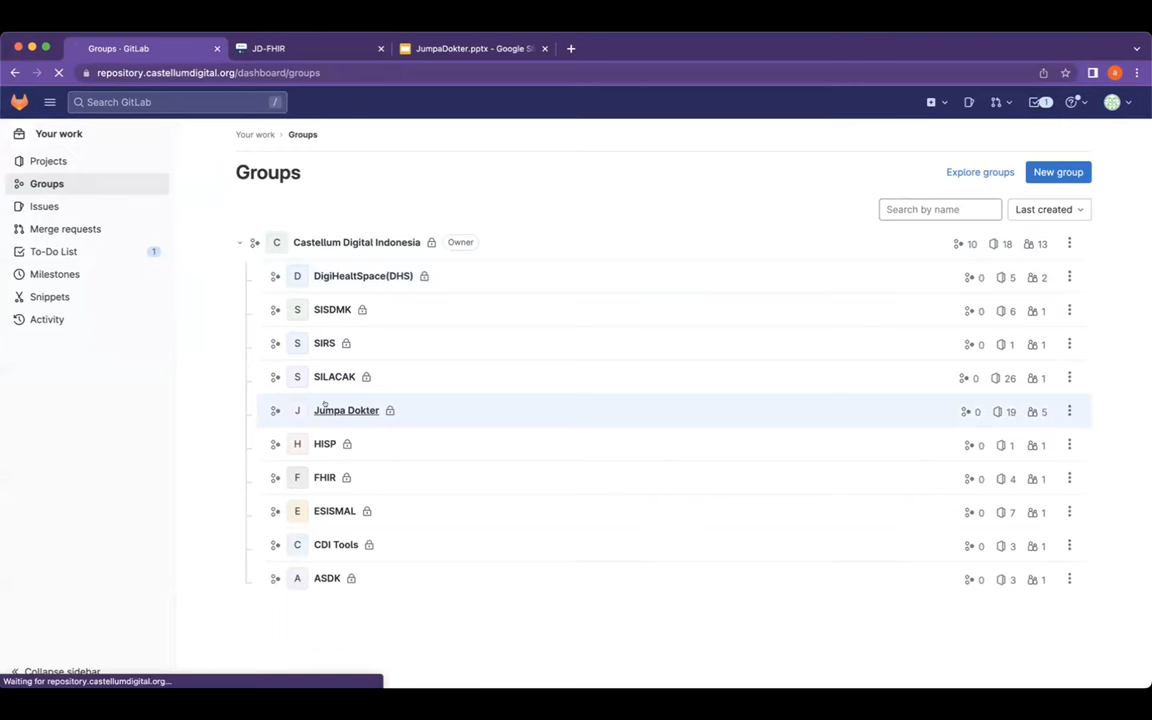 Groups · GitLab
JD-FHIR
JumpaDokter.pptx - Google S
repository.castellumdigital.org/dashboard/groups
a
Search GitLab
/
1
Your work
Projects
Groups
Issues
Merge requests
To-Do List 1
Milestones
Snippets
Activity
Your work › Groups
Groups
Explore groups
New group
Search by name
Last created
C Castellum Digital Indonesia Owner 10 18 13
D DigiHealtSpace(DHS) 0 5 2
S SISDMK 0 6 1
S SIRS 0 1 1
S SILACAK 0 26 1
J Jumpa Dokter 0 19 5
H HISP 0 1 1
F FHIR 0 4 1
E ESISMAL 0 7 1
C CDI Tools 0 3 1
A ASDK 0 3 1
Collapse sidebar
Waiting for repository.castellumdigital.org...